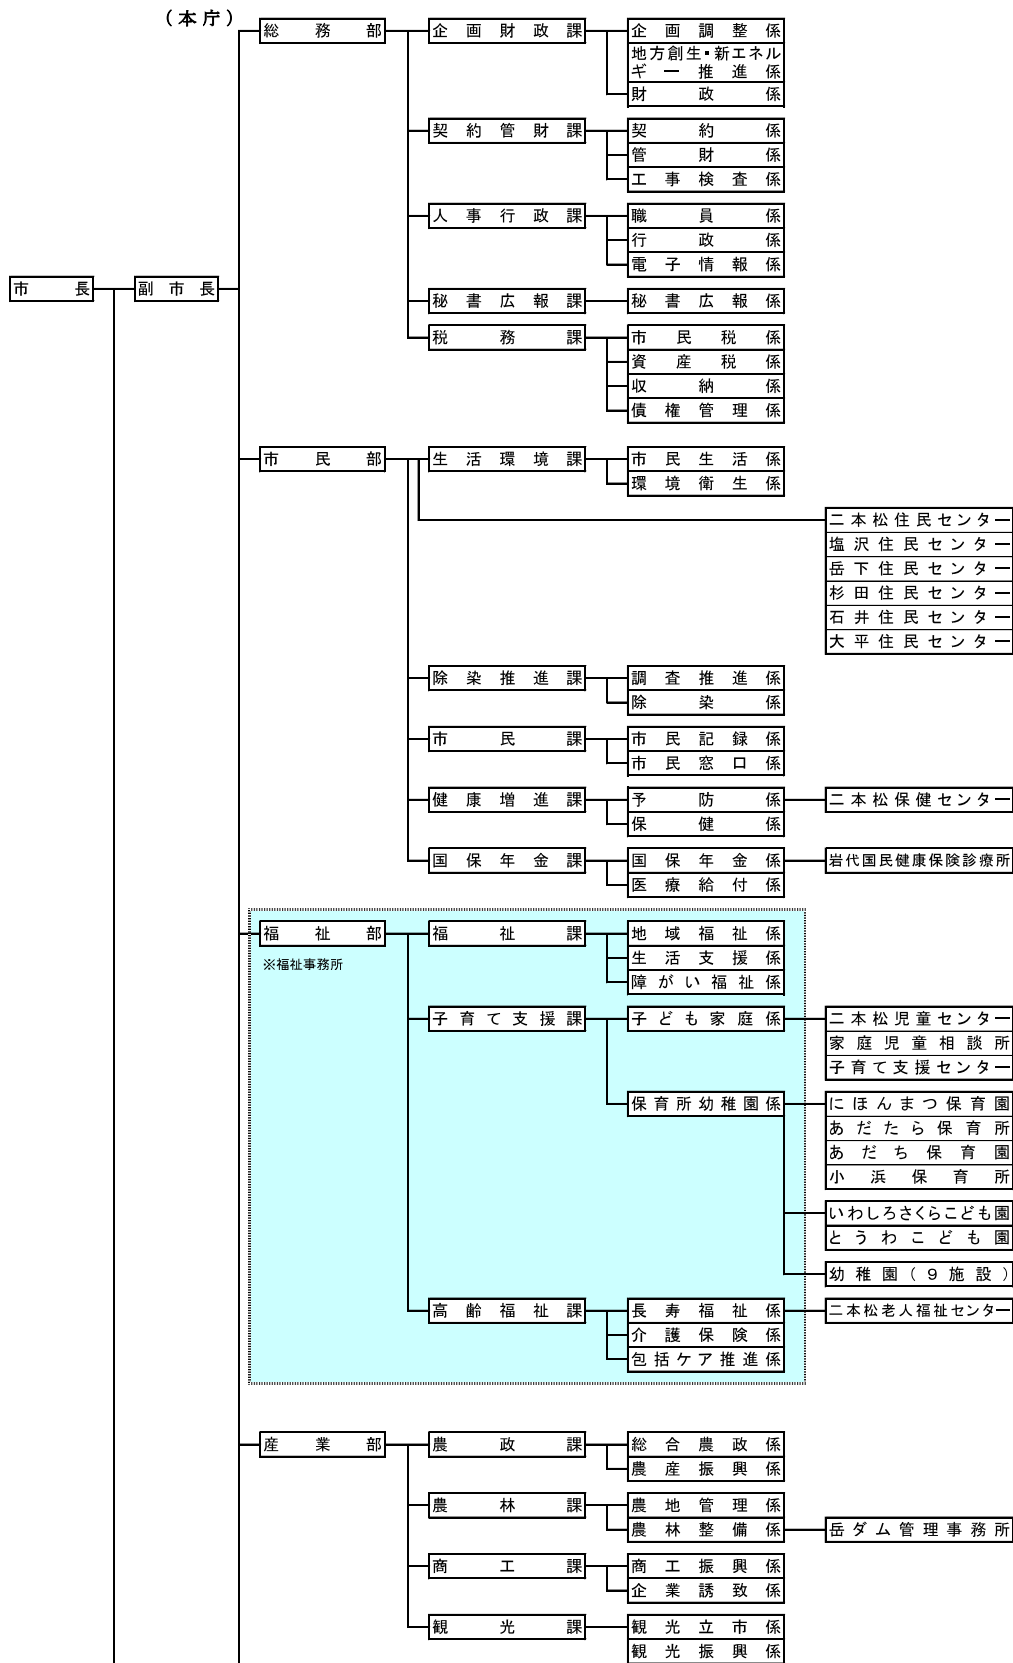 （本庁）
総務部 企画財政課 企画調整係
地方創生・新エネル
ギー推進係
財政係
契約管財課 契約係
管財係
工事検査係
人事行政課 職員係
行政係
電子情報係
市長 副市長
秘書広報課 秘書広報係
税務課 市民税係
資産税係
収納係
債権管理係
市民部 生活環境課 市民生活係
環境衛生係
二本松住民センター
塩沢住民センター
岳下住民センター
杉田住民センター
石井住民センター
大平住民センター
除染推進課 調査推進係
除染係
市民課 市民記録係
市民窓口係
健康増進課 予防係 二本松保健センター
保健係
国保年金課 国保年金係 岩代国民健康保険診療所
医療給付係
福祉部 福祉課 地域福祉係
※福祉事務所 生活支援係
障がい福祉係
子育て支援課 子ども家庭係 二本松児童センター
家庭児童相談所
子育て支援センター
保育所幼稚園係 にほんまつ保育園
あだたら保育所
あだち保育園
小浜保育所
いわしろさくらこども園
とうわこども園
幼稚園（９施設）
高齢福祉課 長寿福祉係 二本松老人福祉センター
介護保険係
包括ケア推進係
産業部 農政課 総合農政係
農産振興係
農林課 農地管理係
農林整備係 岳ダム管理事務所
商工課 商工振興係
企業誘致係
観光課 観光立市係
観光振興係